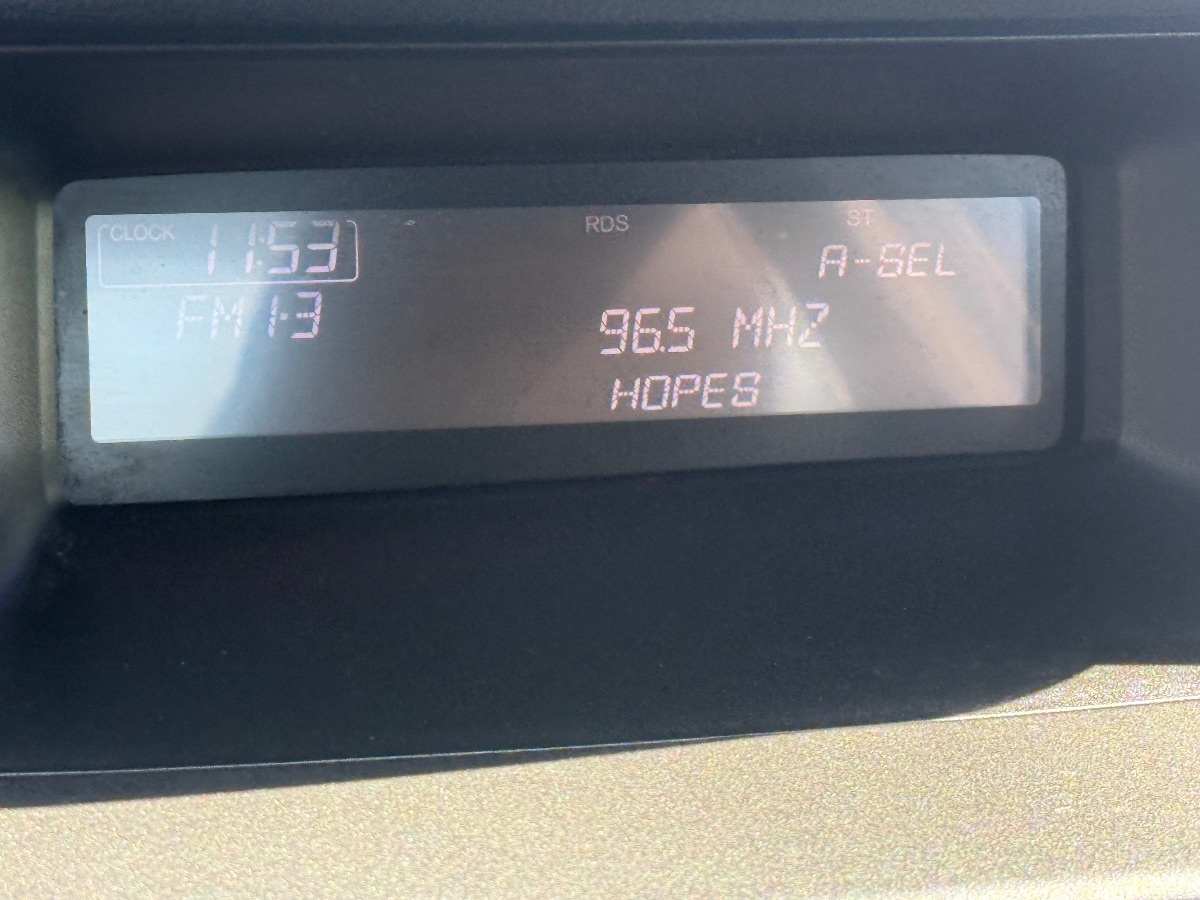 CLOCK 11:53 RDS ST
A-SEL
FM1-3 96.5 MHZ
HOPES